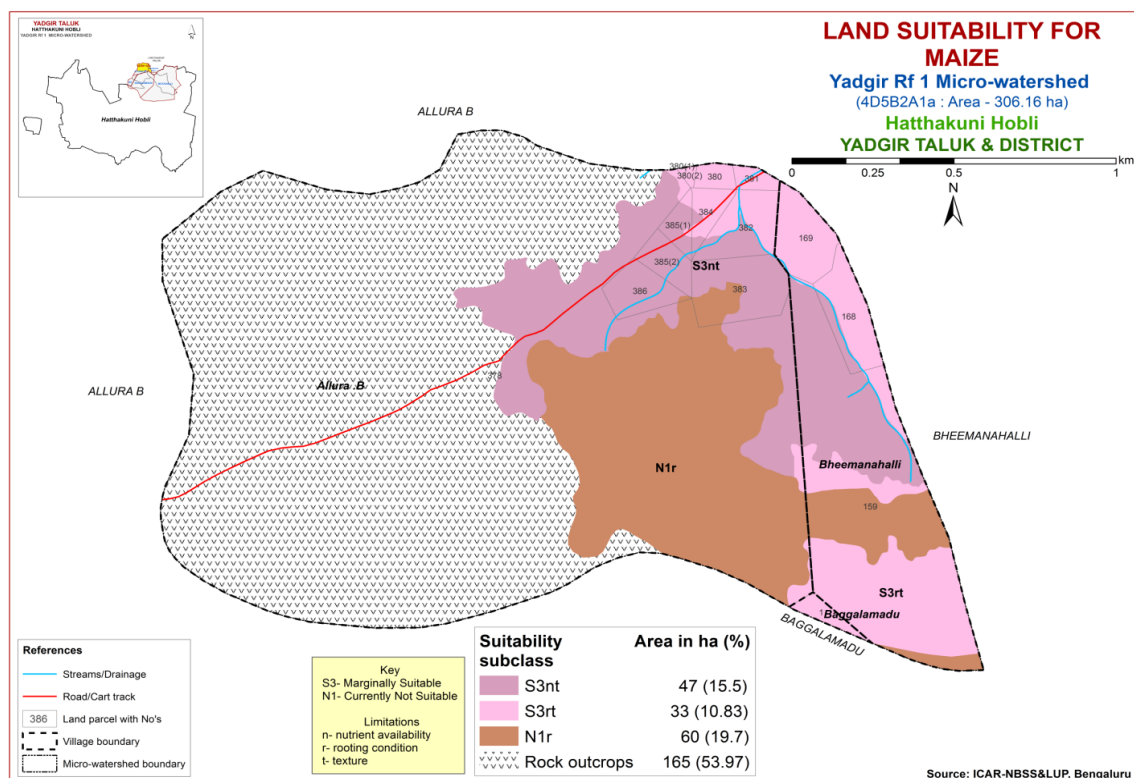 YADGIR TALUK
HATTHAKUNI HOBLI
YADGIR Rf 1 MICRO-WATERSHED
N
Hatthakuni Hobli
LAND SUITABILITY FOR
MAIZE
Yadgir Rf 1 Micro-watershed
(4D5B2A1a : Area - 306.16 ha)
Hatthakuni Hobli
YADGIR TALUK & DISTRICT
km
0 0.25 0.5 1
N
ALLURA B
380(1)
380(2)
380
381
384
385(1)
382
169
385(2)
S3nt
386
383
168
378
ALLURA B
Allura .B
BHEEMANAHALLI
N1r
Bheemanahalli
159
S3rt
1
Baggalamadu
BAGGALAMADU
References
Streams/Drainage
Road/Cart track
386 Land parcel with No's
Village boundary
Micro-watershed boundary
Key
S3- Marginally Suitable
N1- Currently Not Suitable
Limitations
n- nutrient availability
r- rooting condition
t- texture
Suitability subclass Area in ha (%)
S3nt 47 (15.5)
S3rt 33 (10.83)
N1r 60 (19.7)
Rock outcrops 165 (53.97)
Source: ICAR-NBSS&LUP, Bengaluru